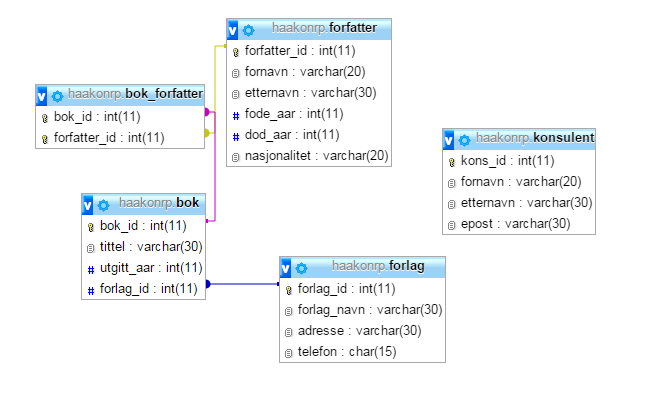 haakonrp.forfatter
forfatter_id : int(11)
fornavn : varchar(20)
etternavn : varchar(30)
fode_aar : int(11)
dod_aar : int(11)
nasjonalitet : varchar(20)
haakonrp.bok_forfatter
bok_id : int(11)
forfatter_id : int(11)
haakonrp.konsulent
kons_id : int(11)
fornavn : varchar(20)
etternavn : varchar(30)
epost : varchar(30)
haakonrp.bok
bok_id : int(11)
tittel : varchar(30)
utgitt_aar : int(11)
forlag_id : int(11)
haakonrp.forlag
forlag_id : int(11)
forlag_navn : varchar(30)
adresse : varchar(30)
telefon : char(15)